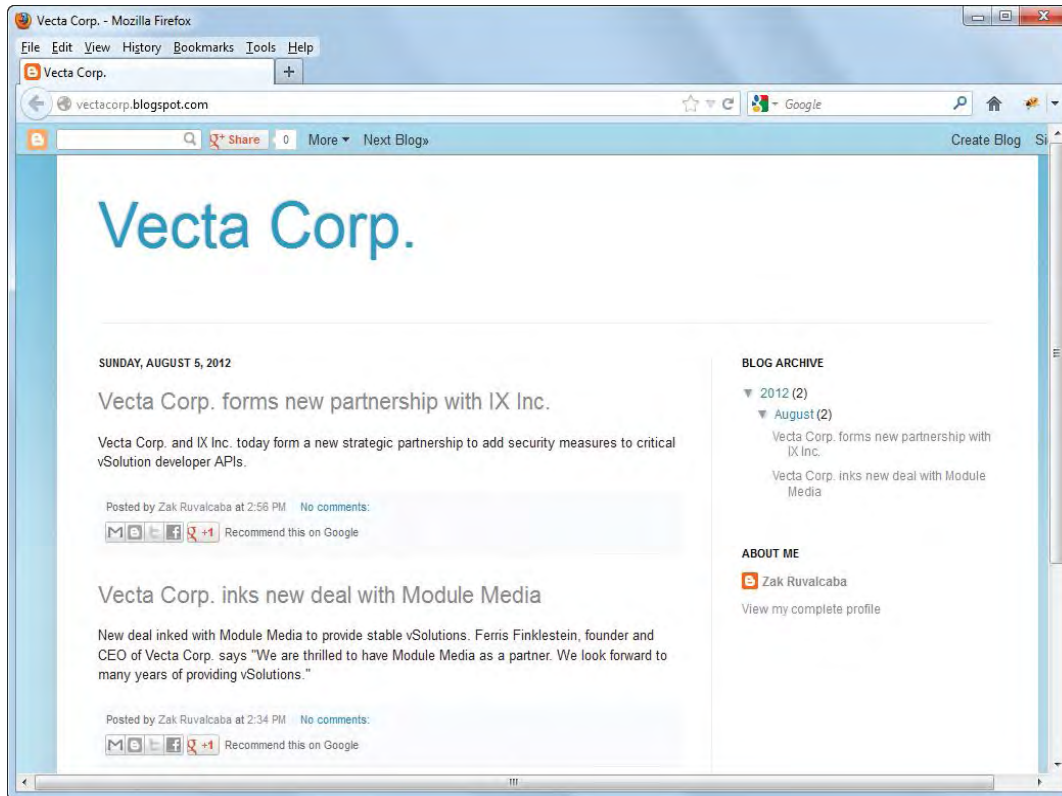 Vecta Corp. - Mozilla Firefox
File Edit View History Bookmarks Tools Help
Vecta Corp.
vectacorp.blogspot.com
Google
Share 0 More Next Blog»
Create Blog Si
Vecta Corp.
SUNDAY, AUGUST 5, 2012
Vecta Corp. forms new partnership with IX Inc.
Vecta Corp. and IX Inc. today form a new strategic partnership to add security measures to critical
vSolution developer APIs.
Posted by Zak Ruvalcaba at 2:56 PM No comments:
+1 Recommend this on Google
Vecta Corp. inks new deal with Module Media
New deal inked with Module Media to provide stable vSolutions. Ferris Finklestein, founder and
CEO of Vecta Corp. says "We are thrilled to have Module Media as a partner. We look forward to
many years of providing vSolutions."
Posted by Zak Ruvalcaba at 2:34 PM No comments:
+1 Recommend this on Google
BLOG ARCHIVE
▼ 2012 (2)
▼ August (2)
Vecta Corp. forms new partnership with
IX Inc.
Vecta Corp. inks new deal with Module
Media
ABOUT ME
Zak Ruvalcaba
View my complete profile